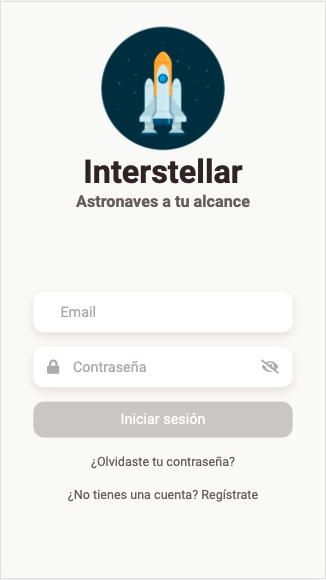 Interstellar
Astronaves a tu alcance
Email
Contraseña
Iniciar sesión
¿Olvidaste tu contraseña?
¿No tienes una cuenta? Regístrate